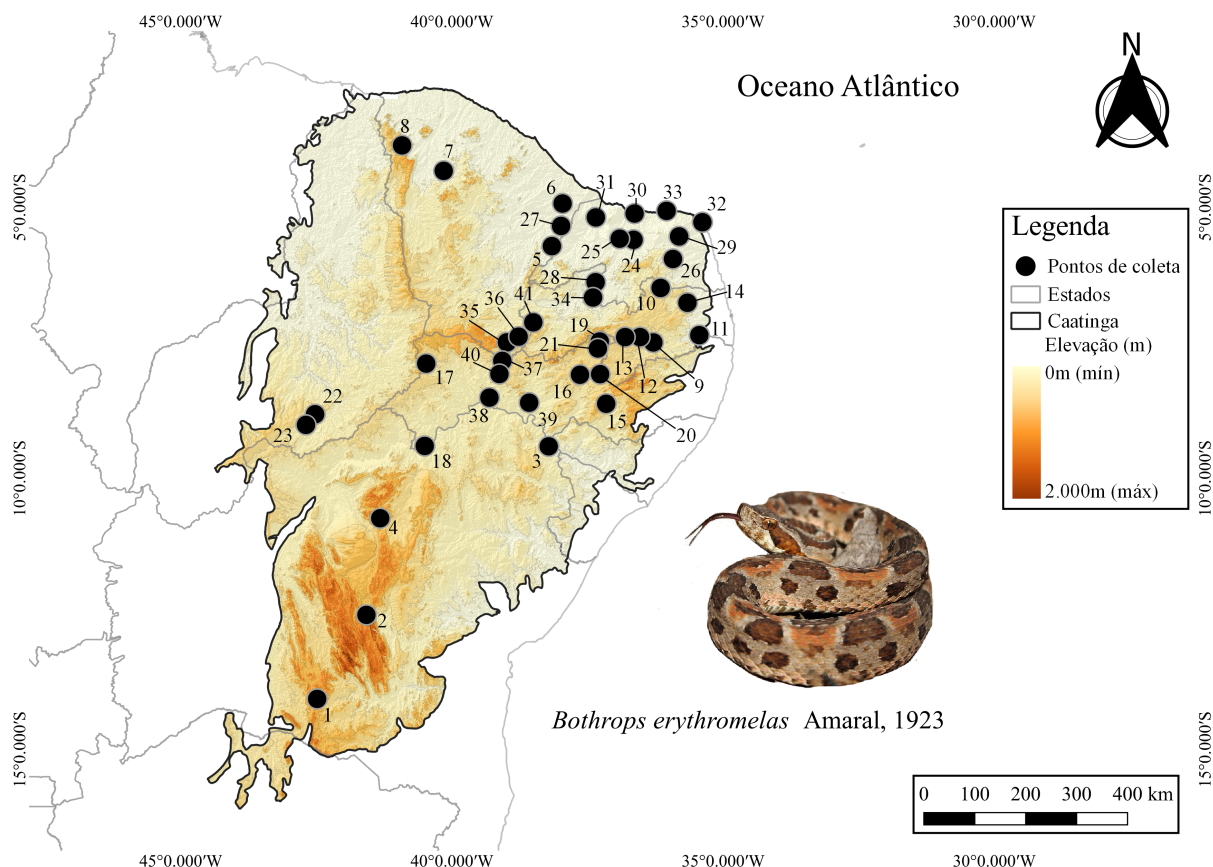 45°0.000'W 40°0.000'W 35°0.000'W 30°0.000'W
N
Oceano Atlântico
8
7
6
31
30
33
32
27
5
25
24
29
26
28
34
10
14
36
41
35
19
11
21
40
37
13
12
9
17
16
22
38
39
15
20
23
18
3
4
2
1
5°0.000'S
10°0.000'S
15°0.000'S
5°0.000'S
10°0.000'S
15°0.000'S
Legenda
Pontos de coleta
Estados
Caatinga
Elevação (m)
0m (mín)
2.000m (máx)
Bothrops erythromelas Amaral, 1923
0 100 200 300 400 km
45°0.000'W 40°0.000'W 35°0.000'W 30°0.000'W